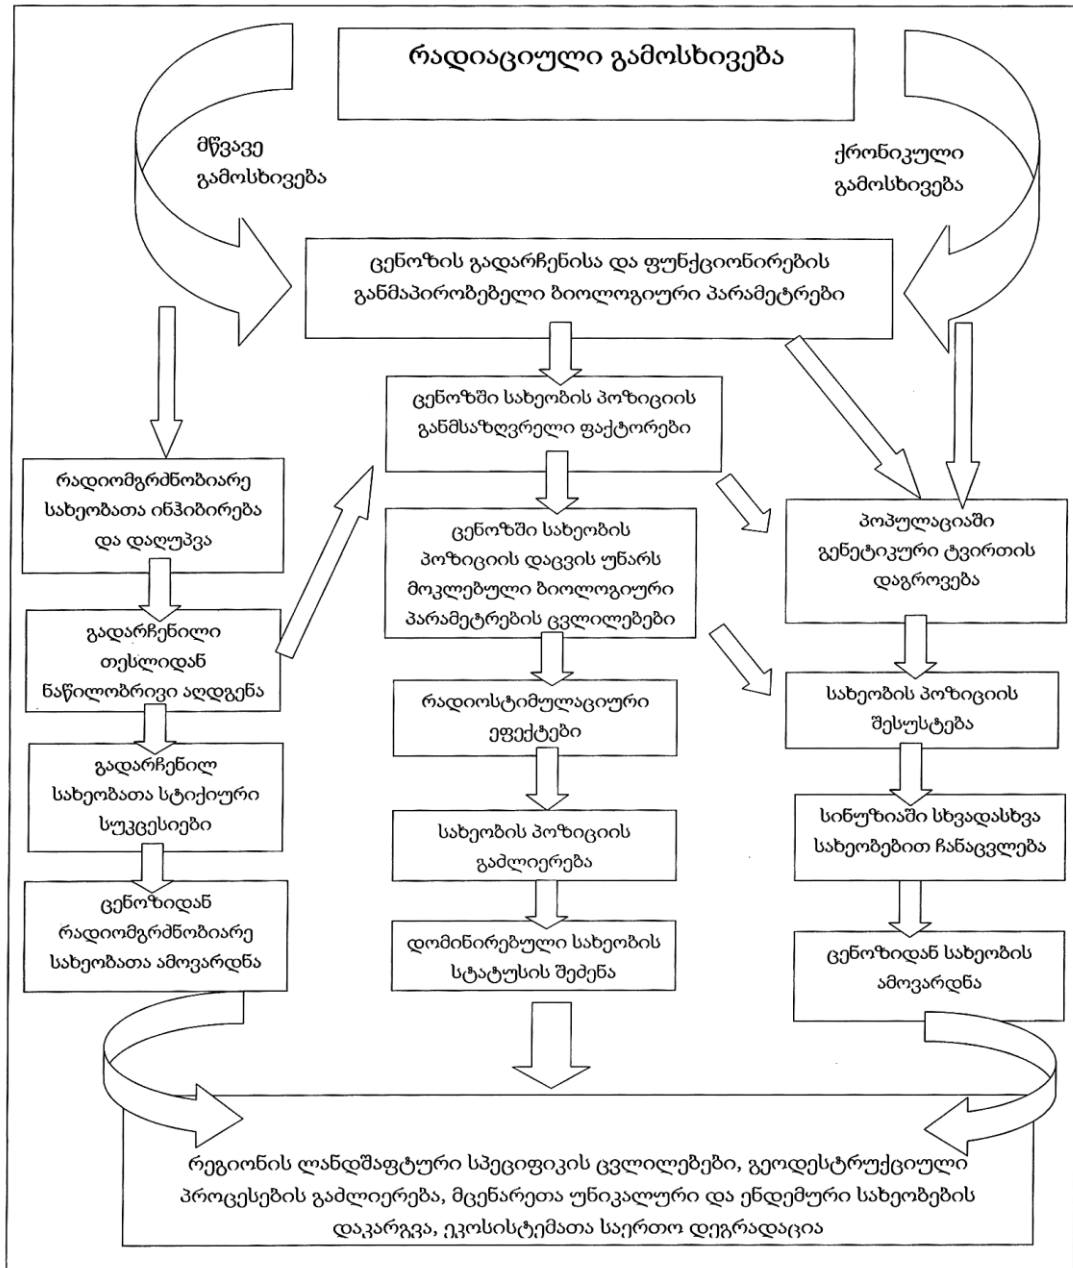 რადიაციული გამოსხივება
მწვავე
გამოსხივება
ქრონიკული
გამოსხივება
ცენოზის გადარჩენისა და ფუნქციონირების
განმაპირობებელი ბიოლოგიური პარამეტრები
ცენოზში სახეობის პოზიციის
განმსაზღვრელი ფაქტორები
რადიომგრძნობიარე
სახეობათა ინჰიბირება
და დაღუპვა
ცენოზში სახეობის
პოზიციის დაცვის უნარს
მოკლებული ბიოლოგიური
პარამეტრების ცვლილებები
პოპულაციაში
გენეტიკური ტვირთის
დაგროვება
გადარჩენილი
თესლიდან
ნაწილობრივი აღდგენა
რადიოსტიმულაციური
ეფექტები
სახეობის პოზიციის
შესუსტება
გადარჩენილ
სახეობათა სტიქიური
სუკცესიები
სახეობის პოზიციის
გაძლიერება
სინუზიაში სხვადასხვა
სახეობებით ჩანაცვლება
ცენოზიდან
რადიომგრძნობიარე
სახეობათა ამოვარდნა
დომინირებული სახეობის
სტატუსის შეძენა
ცენოზიდან სახეობის
ამოვარდნა
რეგიონის ლანდშაფტური სპეციფიკის ცვლილებები, გეოდესტრუქციული
პროცესების გაძლიერება, მცენარეთა უნიკალური და ენდემური სახეობების
დაკარგვა, ეკოსისტემათა საერთო დეგრადაცია